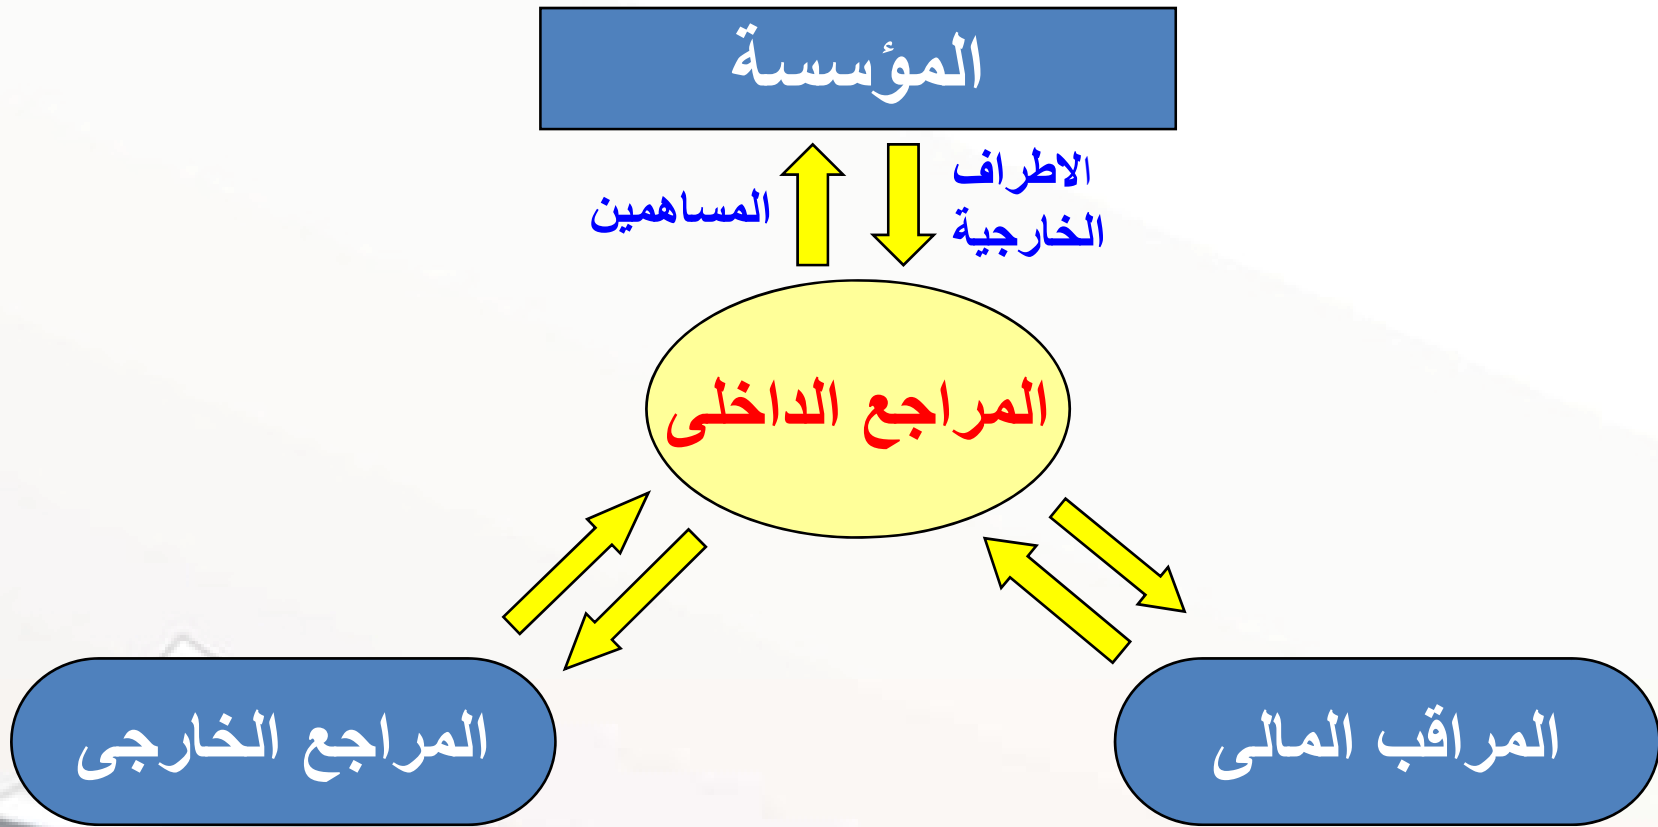 المؤسسة
الاطراف
الخارجية
المساهمين
المراجع الداخلى
المراقب المالى
المراجع الخارجى